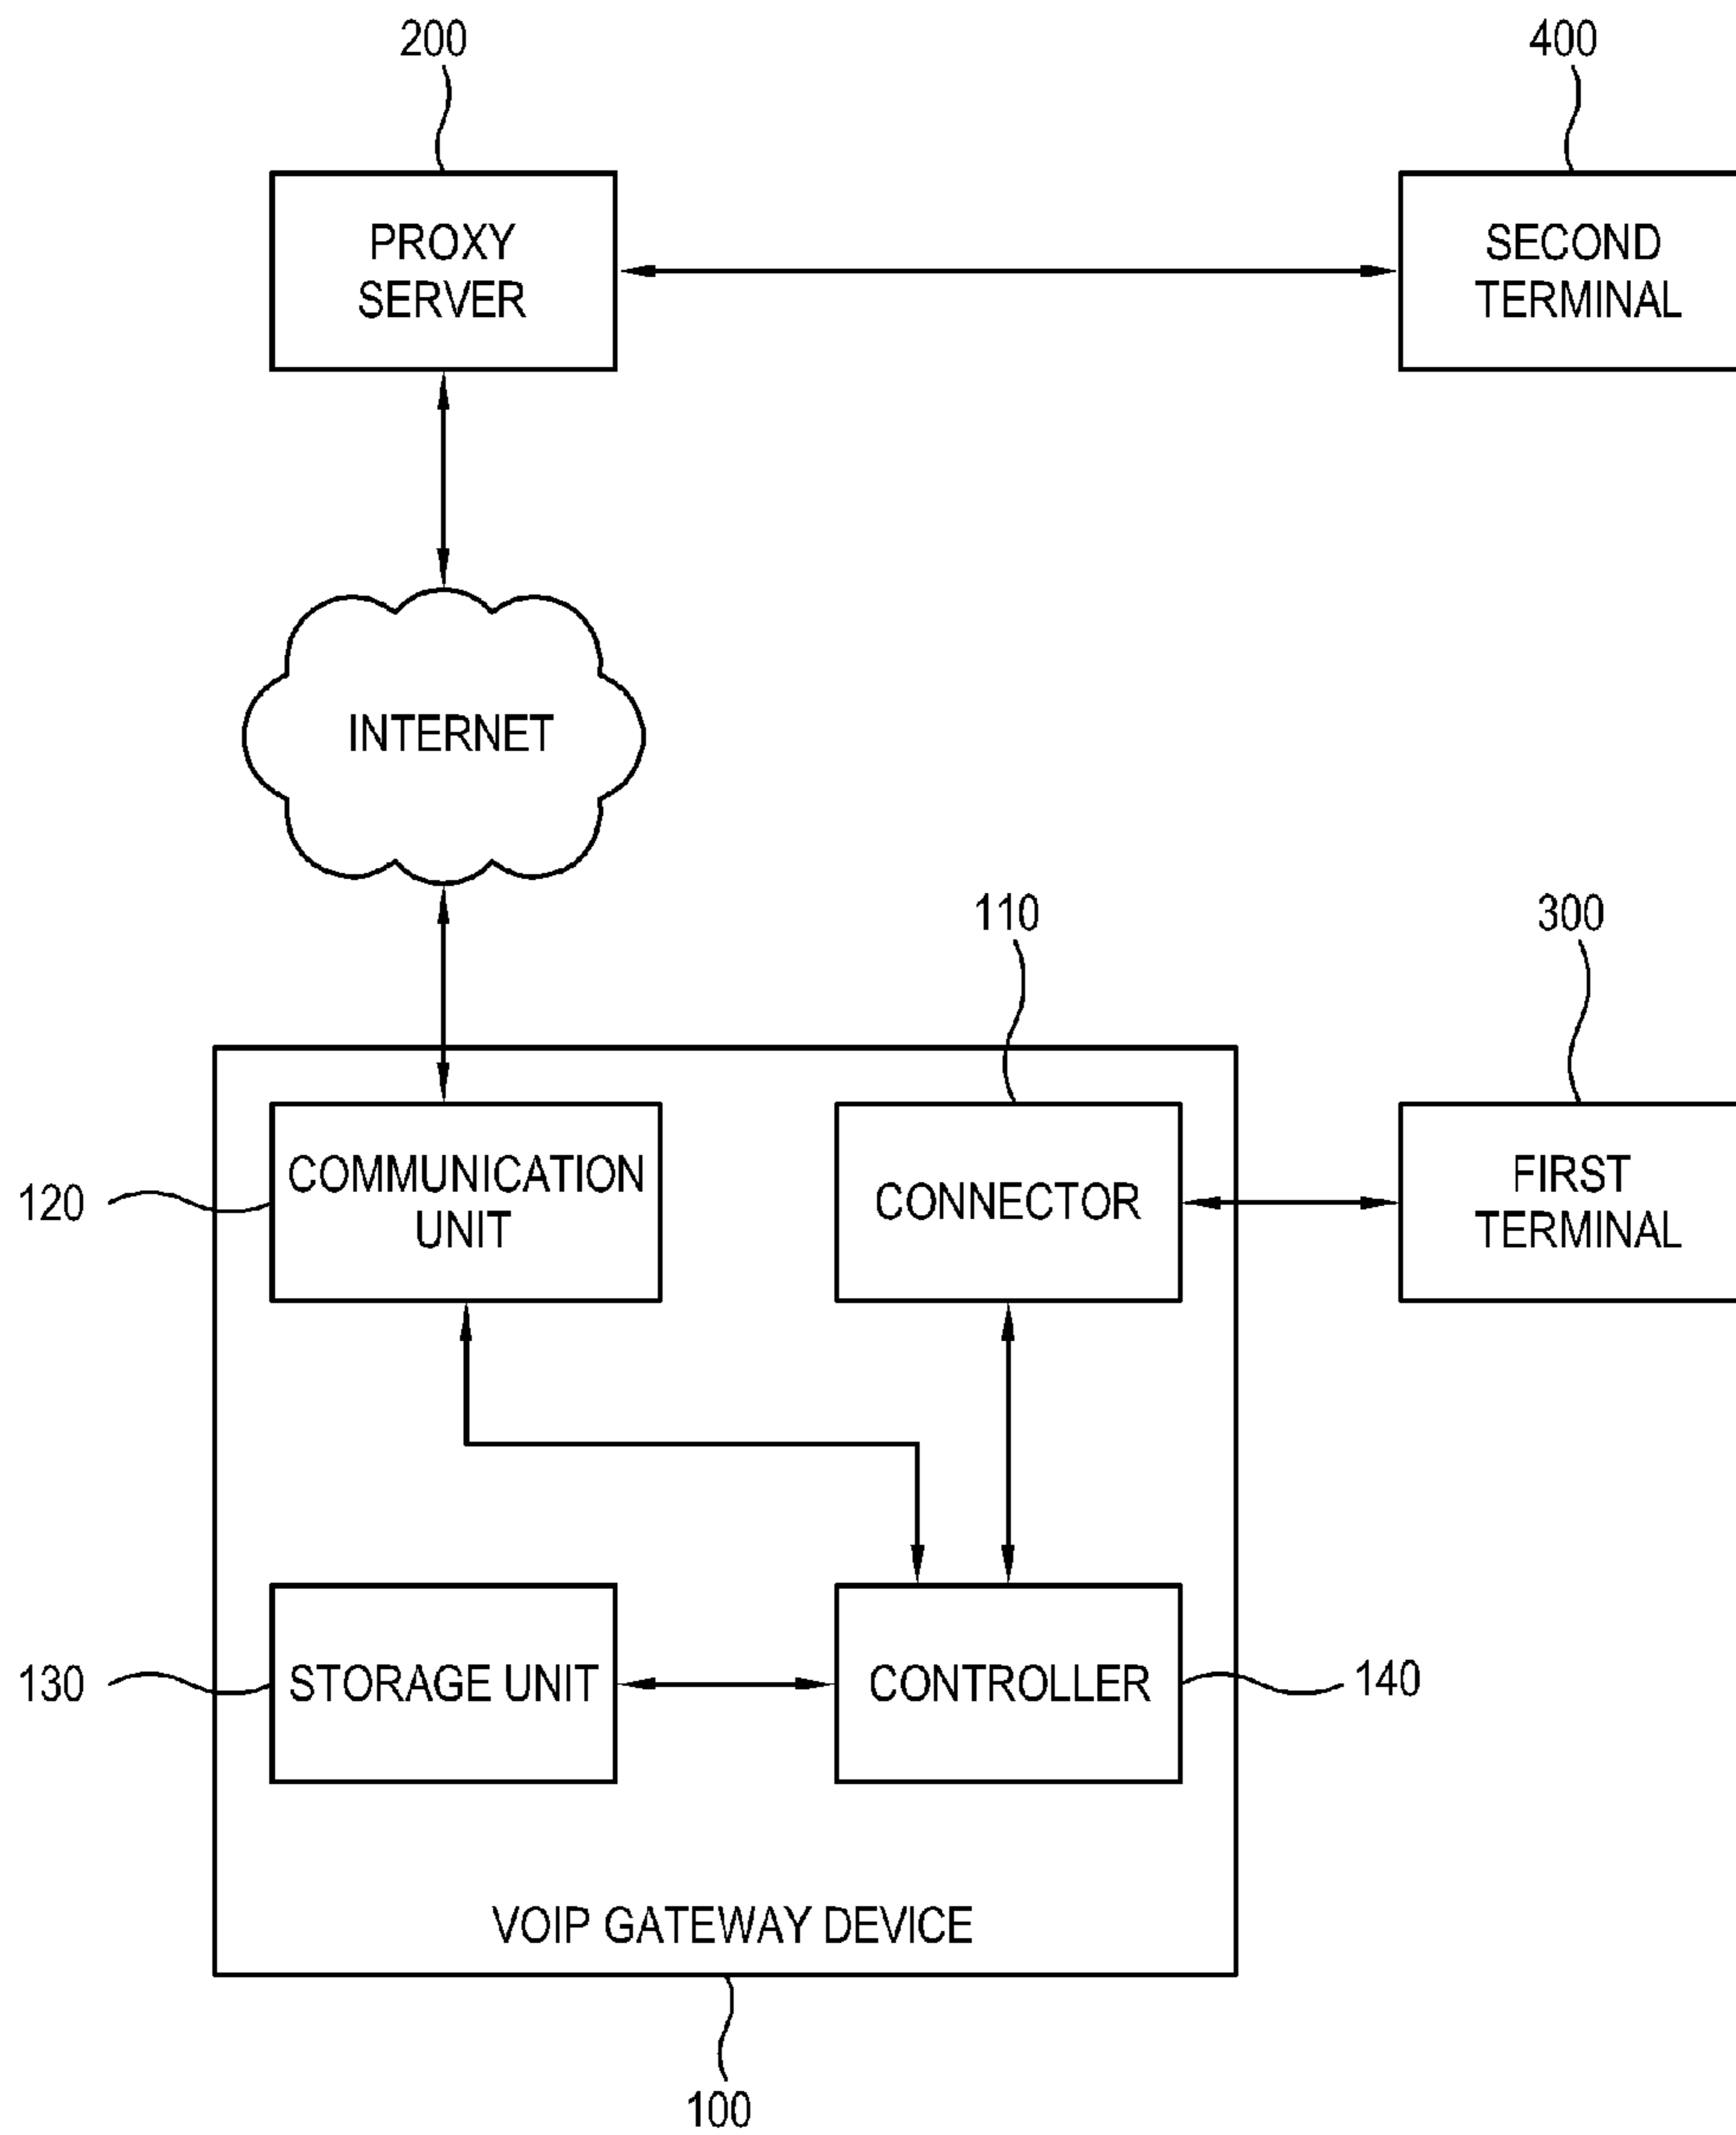 200
400
PROXY
SERVER
SECOND
TERMINAL
INTERNET
110
300
COMMUNICATION
UNIT
CONNECTOR
FIRST
TERMINAL
120
STORAGE UNIT
CONTROLLER
130
140
VOIP GATEWAY DEVICE
100